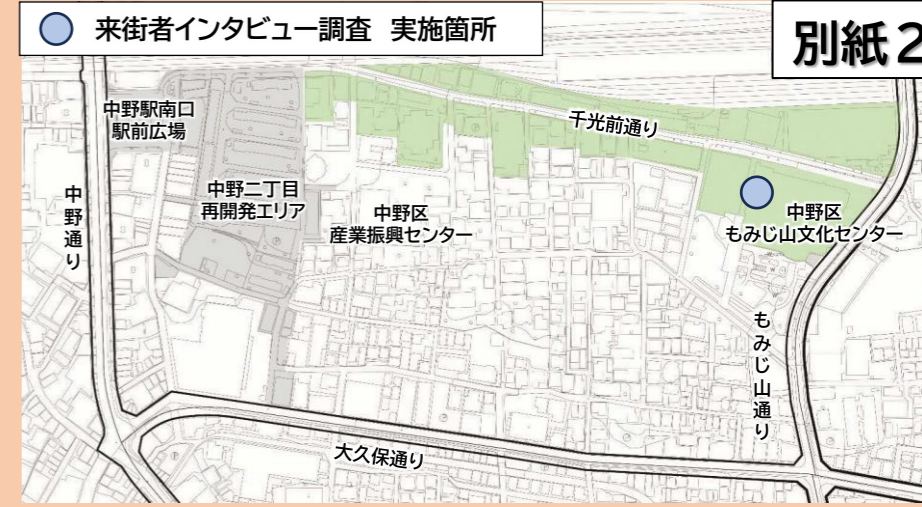 来街者インタビュー調査 実施箇所
別紙2
中野駅南口
駅前広場
千光前通り
中野通り
中野二丁目
再開発エリア
中野区
産業振興センター
中野区
もみじ山文化センター
もみじ山通り
大久保通り